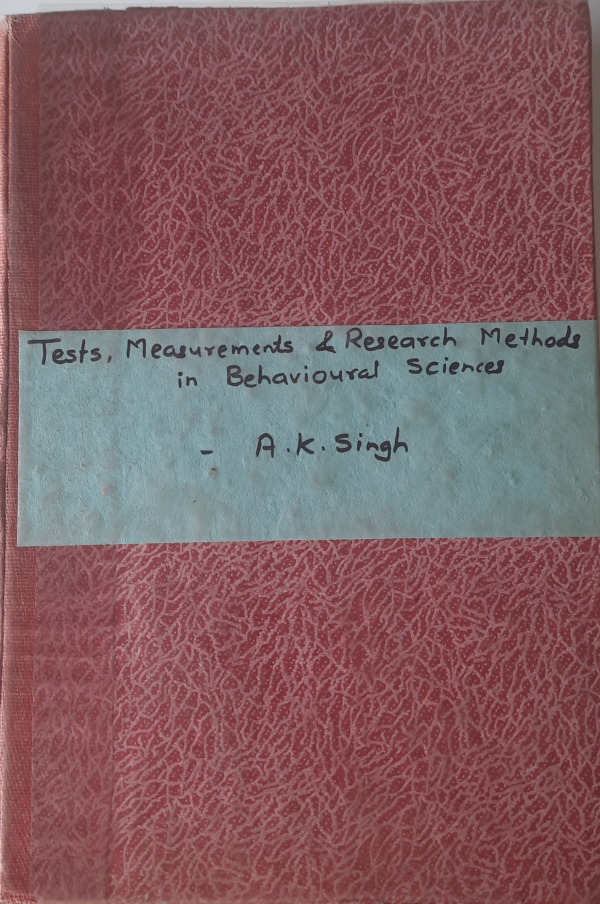 Tests, Measurements & Research Methods
in Behavioural Sciences
- A.K.Singh